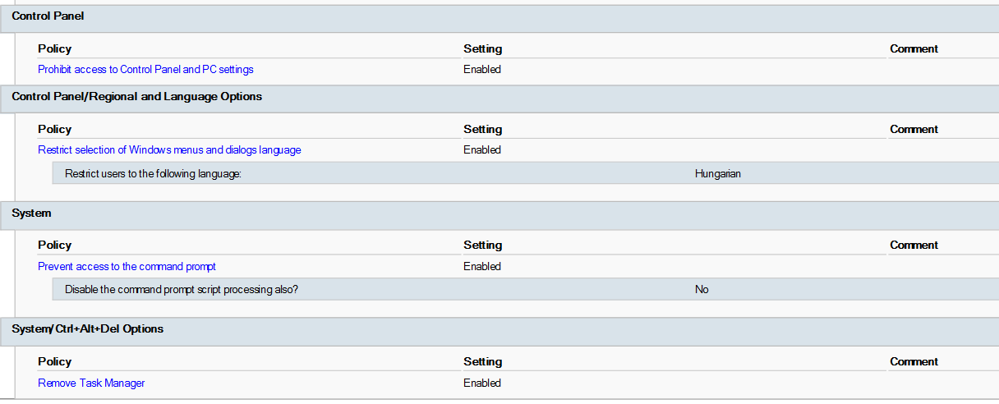 Control Panel
Policy Setting Comment
Prohibit access to Control Panel and PC settings Enabled
Control Panel/Regional and Language Options
Policy Setting Comment
Restrict selection of Windows menus and dialogs language Enabled
Restrict users to the following language: Hungarian
System
Policy Setting Comment
Prevent access to the command prompt Enabled
Disable the command prompt script processing also? No
System/Ctrl+Alt+Del Options
Policy Setting Comment
Remove Task Manager Enabled